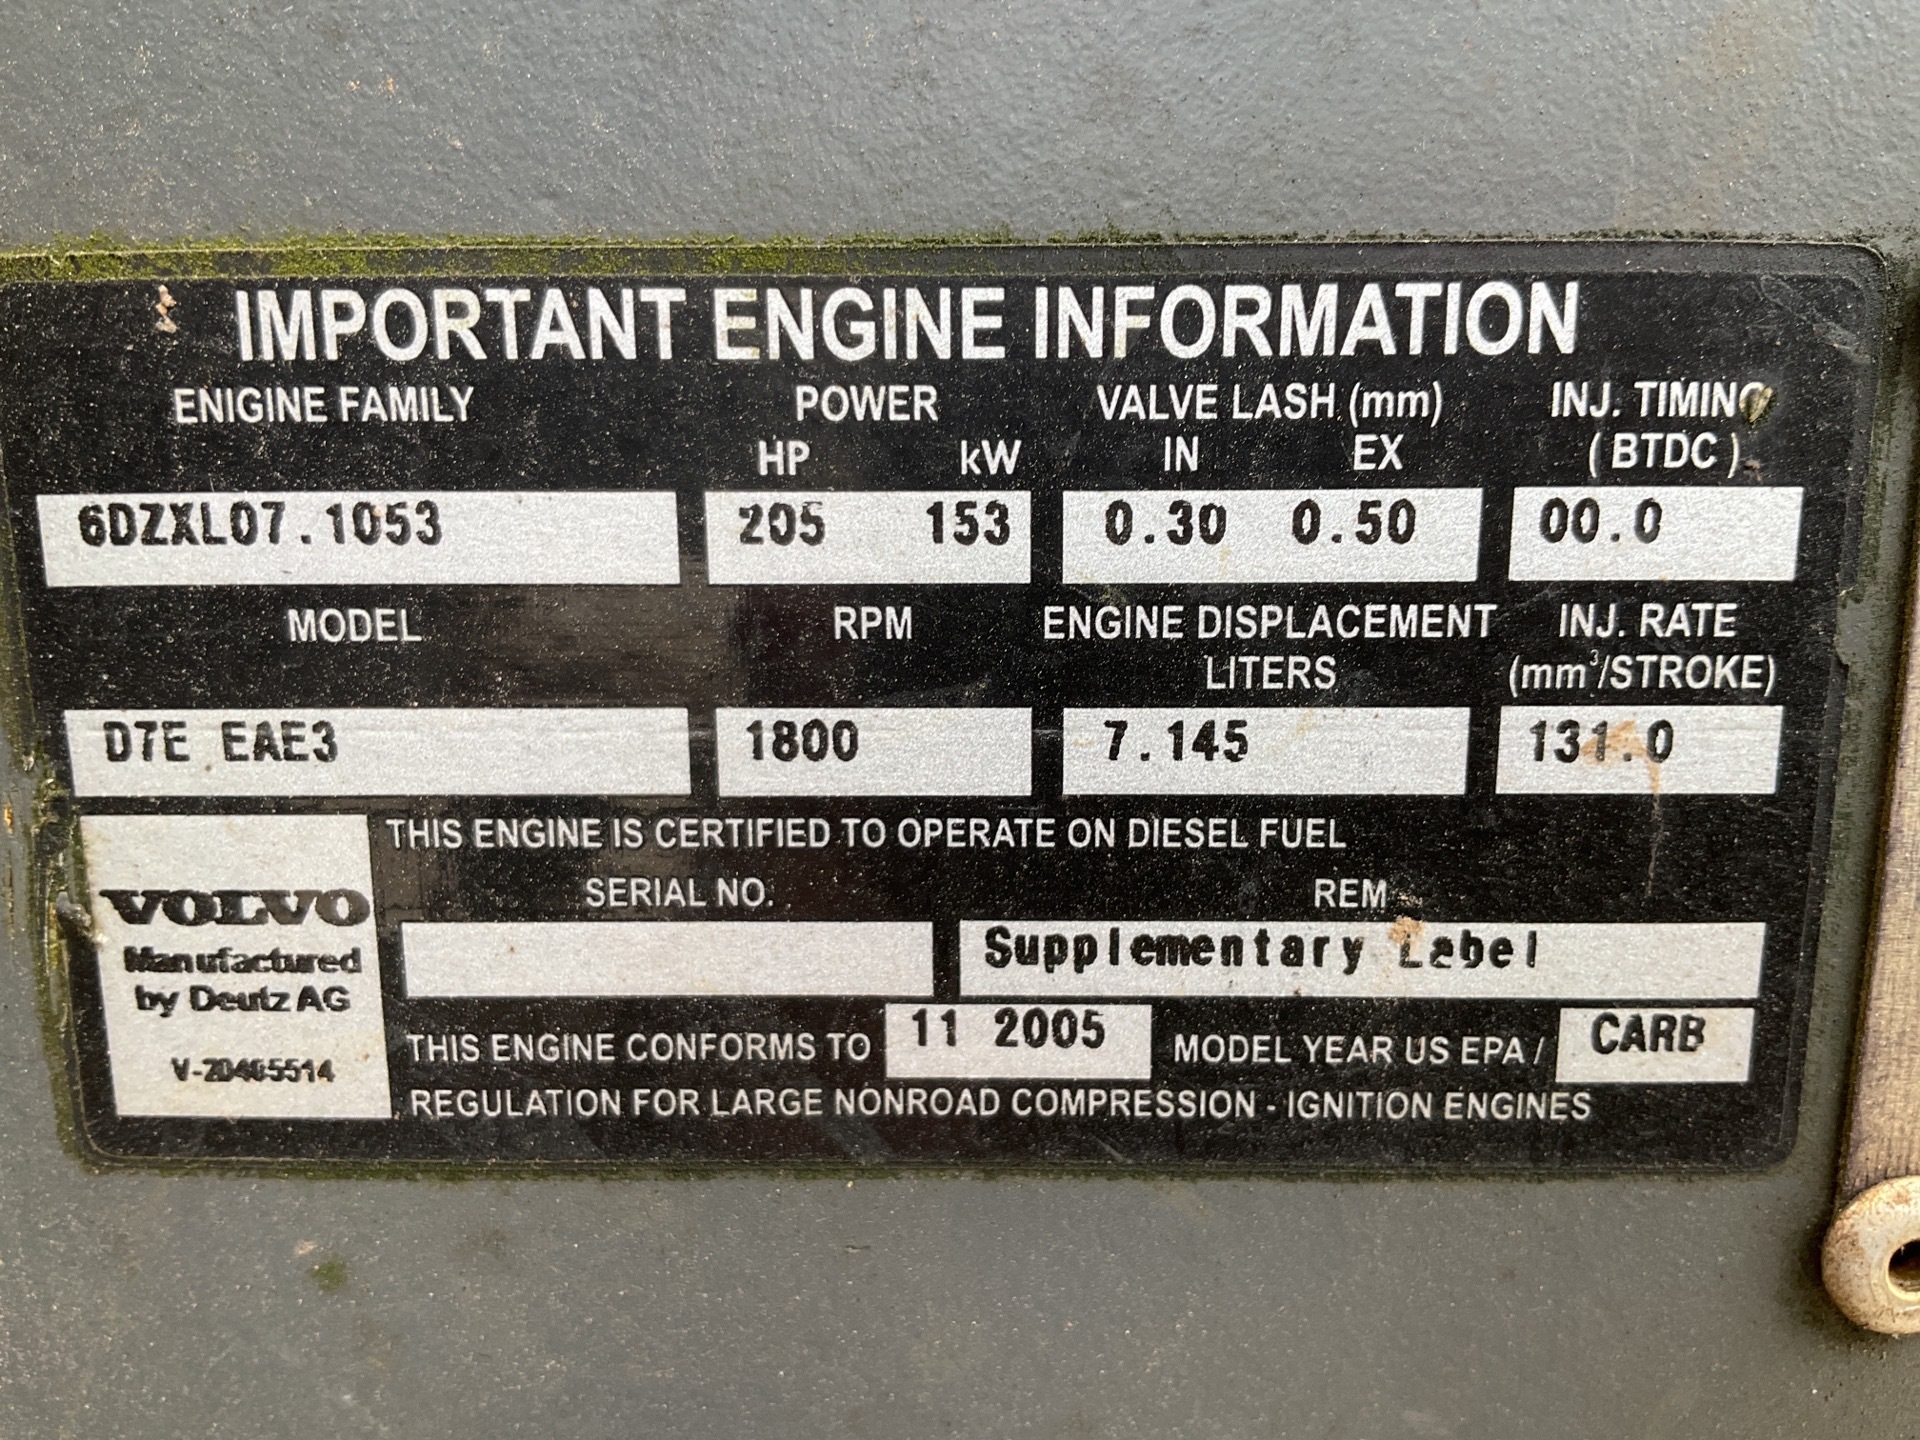 IMPORTANT ENGINE INFORMATION
ENIGINE FAMILY POWER VALVE LASH (mm) INJ. TIMING
HP kW IN EX (BTDC)
6DZXL07.1053 205 153 0.30 0.50 00.0
MODEL RPM ENGINE DISPLACEMENT INJ. RATE
LITERS (mm³/STROKE)
D7E EAE3 1800 7.145 131.0
THIS ENGINE IS CERTIFIED TO OPERATE ON DIESEL FUEL
SERIAL NO. REM
VOLVO
Manufactured
by Deutz AG
V-20405514
Supplementary Label
THIS ENGINE CONFORMS TO 11 2005 MODEL YEAR US EPA / CARB
REGULATION FOR LARGE NONROAD COMPRESSION - IGNITION ENGINES